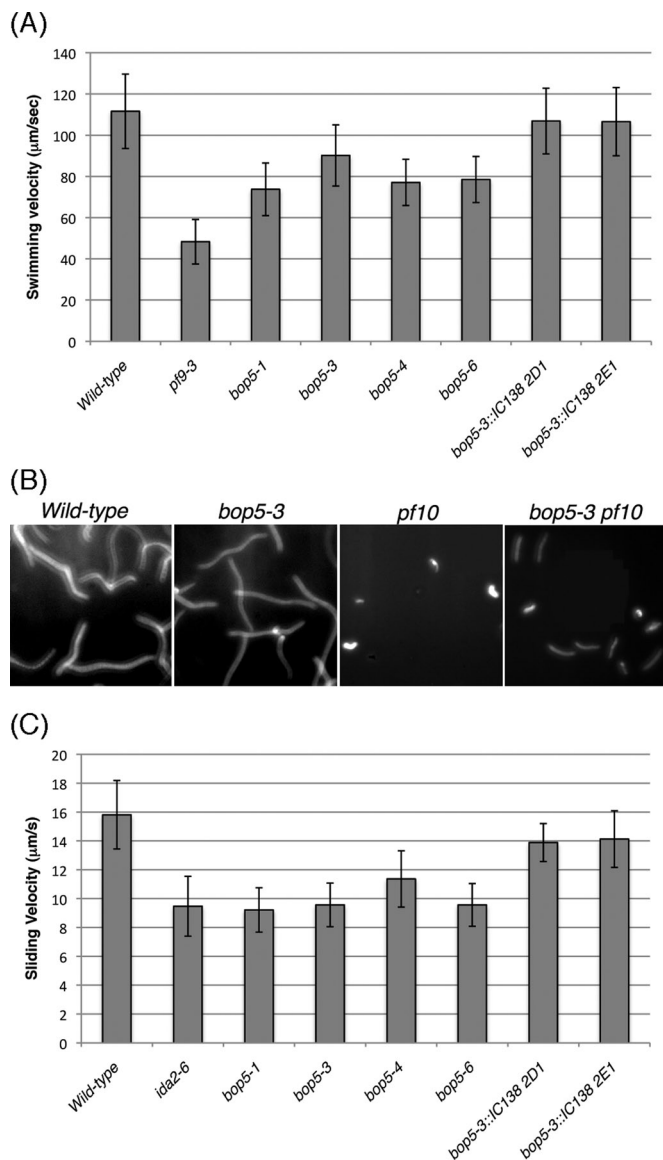 (A)
140
120
100
80
60
40
20
0
Swimming velocity (μm/sec)
Wild-type
pf9-3
bop5-1
bop5-3
bop5-4
bop5-6
bop5-3::IC138 2D1
bop5-3::IC138 2E1
(B)
Wild-type
bop5-3
pf10
bop5-3 pf10
(C)
20
18
16
14
12
10
8
6
4
2
0
Sliding Velocity (μm/s)
Wild-type
ida2-6
bop5-1
bop5-3
bop5-4
bop5-6
bop5-3::IC138 2D1
bop5-3::IC138 2E1